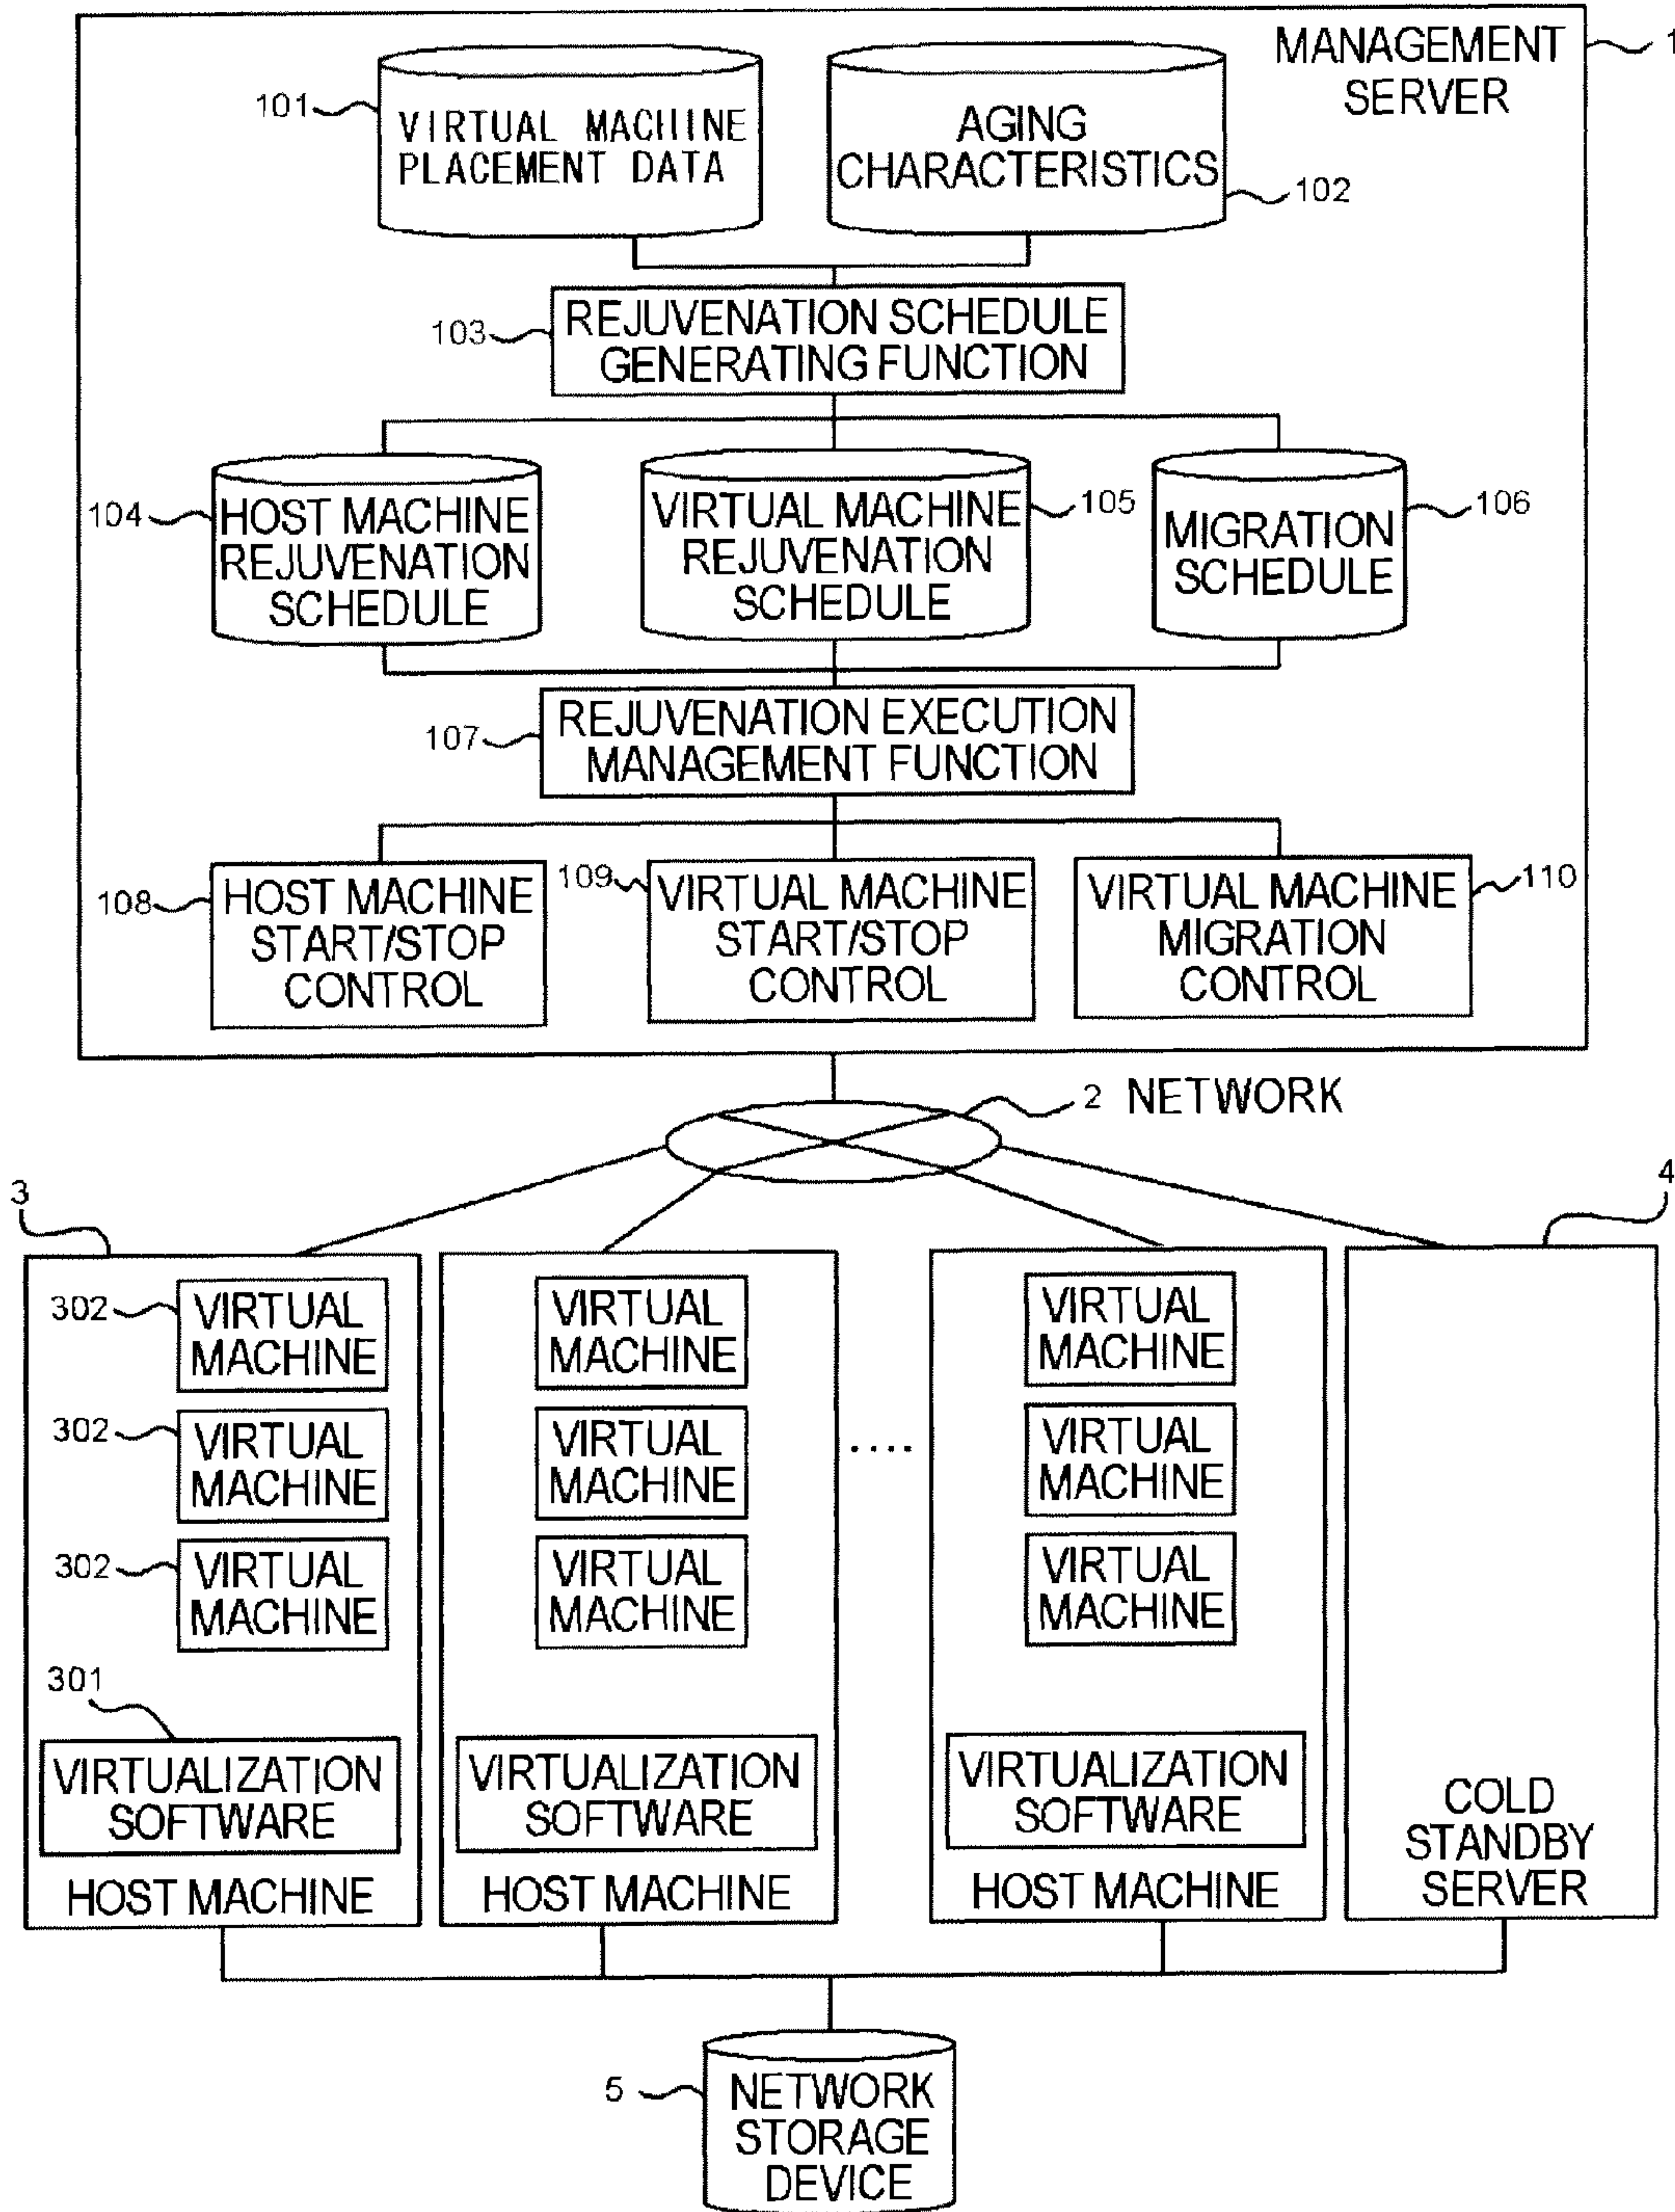 MANAGEMENT
SERVER
1
101
VIRTUAL MACHINE
PLACEMENT DATA
AGING
CHARACTERISTICS
102
103
REJUVENATION SCHEDULE
GENERATING FUNCTION
104
HOST MACHINE
REJUVENATION
SCHEDULE
VIRTUAL MACHINE
REJUVENATION
SCHEDULE
105
MIGRATION
SCHEDULE
106
107
REJUVENATION EXECUTION
MANAGEMENT FUNCTION
108
HOST MACHINE
START/STOP
CONTROL
109
VIRTUAL MACHINE
START/STOP
CONTROL
VIRTUAL MACHINE
MIGRATION
CONTROL
110
2 NETWORK
3
4
302
VIRTUAL
MACHINE
302
VIRTUAL
MACHINE
302
VIRTUAL
MACHINE
301
VIRTUALIZATION
SOFTWARE
HOST MACHINE
VIRTUAL
MACHINE
VIRTUAL
MACHINE
VIRTUAL
MACHINE
VIRTUALIZATION
SOFTWARE
HOST MACHINE
....
VIRTUAL
MACHINE
VIRTUAL
MACHINE
VIRTUAL
MACHINE
VIRTUALIZATION
SOFTWARE
HOST MACHINE
COLD
STANDBY
SERVER
5
NETWORK
STORAGE
DEVICE